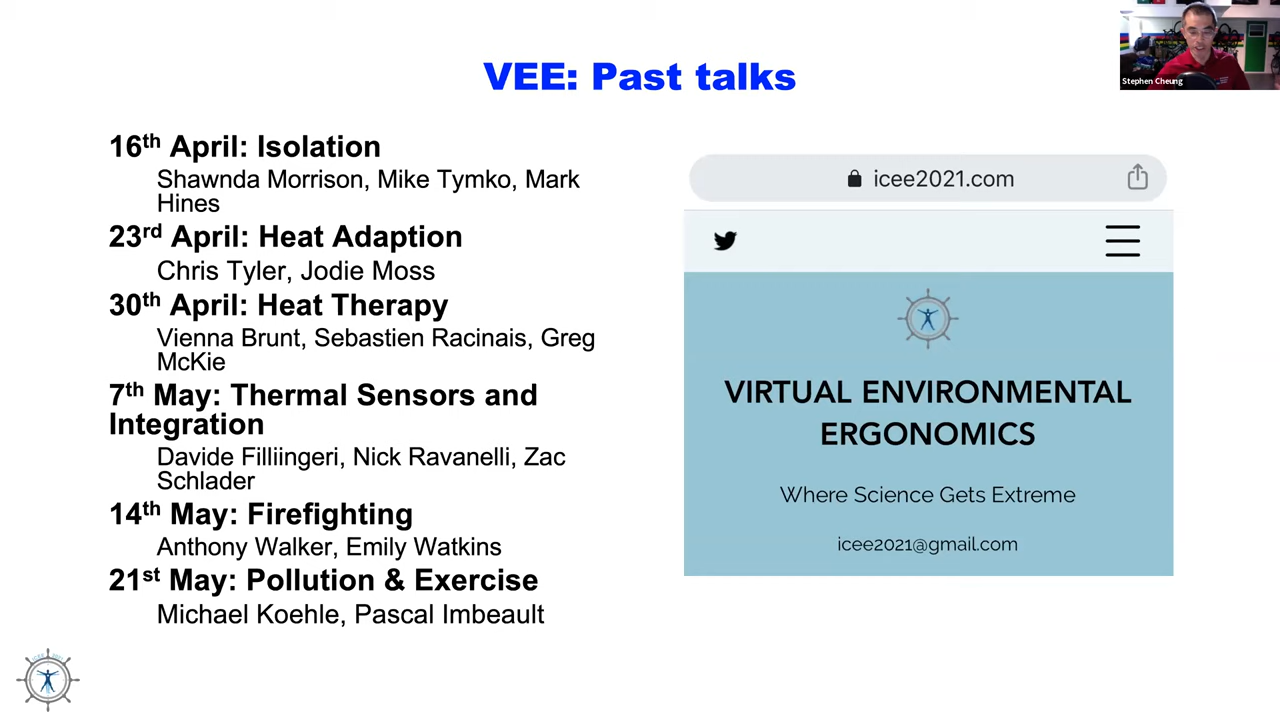 VEE: Past talks
Stephen Cheung
16th April: Isolation
Shawnda Morrison, Mike Tymko, Mark
Hines
23rd April: Heat Adaption
Chris Tyler, Jodie Moss
30th April: Heat Therapy
Vienna Brunt, Sebastien Racinais, Greg
McKie
7th May: Thermal Sensors and
Integration
Davide Filliingeri, Nick Ravanelli, Zac
Schlader
14th May: Firefighting
Anthony Walker, Emily Watkins
21st May: Pollution & Exercise
Michael Koehle, Pascal Imbeault
icee2021.com
VIRTUAL ENVIRONMENTAL
ERGONOMICS
Where Science Gets Extreme
icee2021@gmail.com